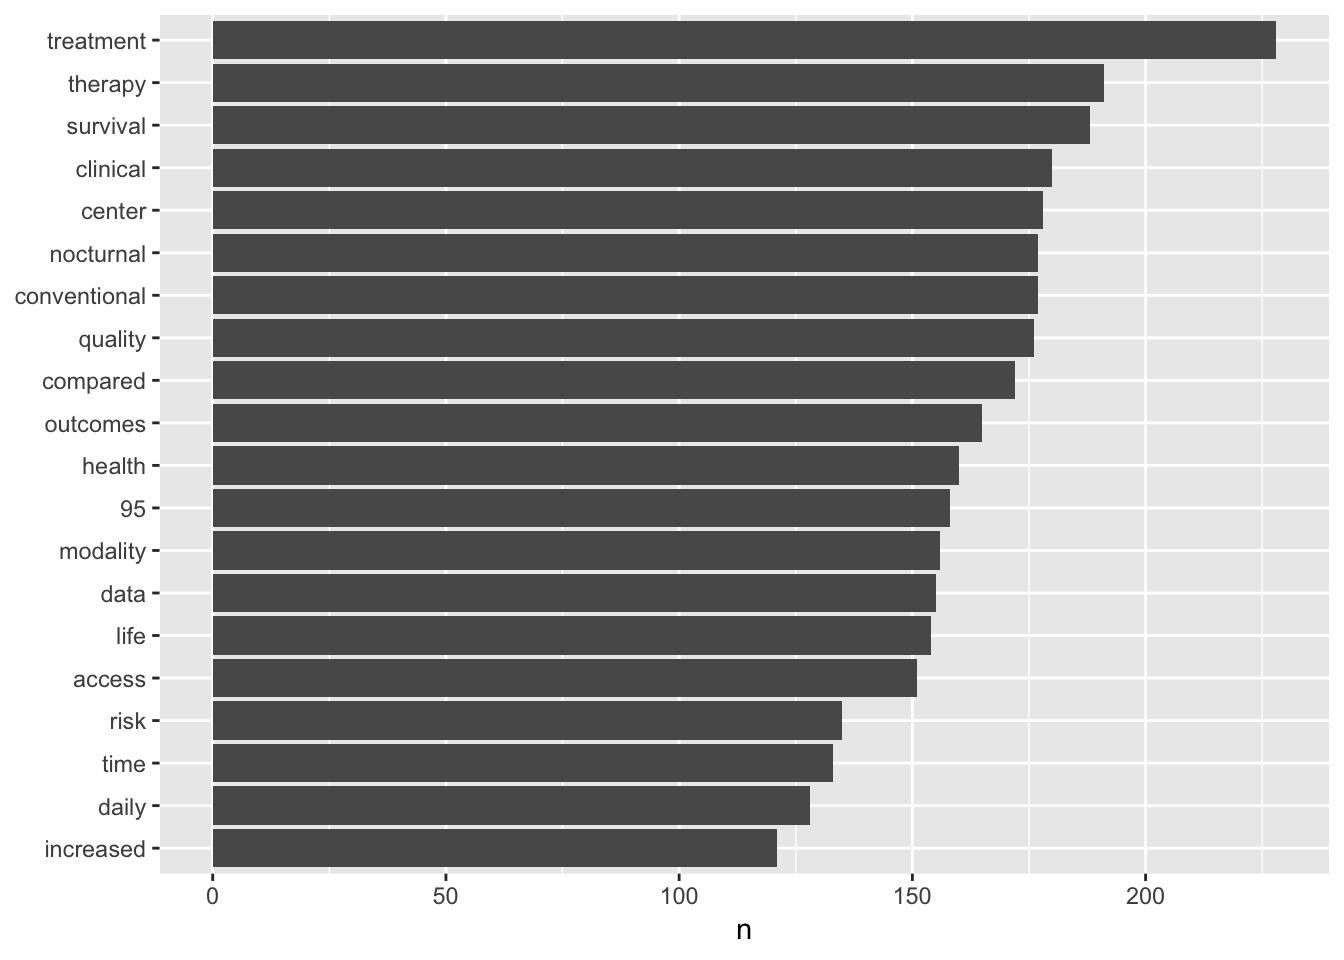 treatment
therapy
survival
clinical
center
nocturnal
conventional
quality
compared
outcomes
health
95
modality
data
life
access
risk
time
daily
increased
0 50 100 150 200
n